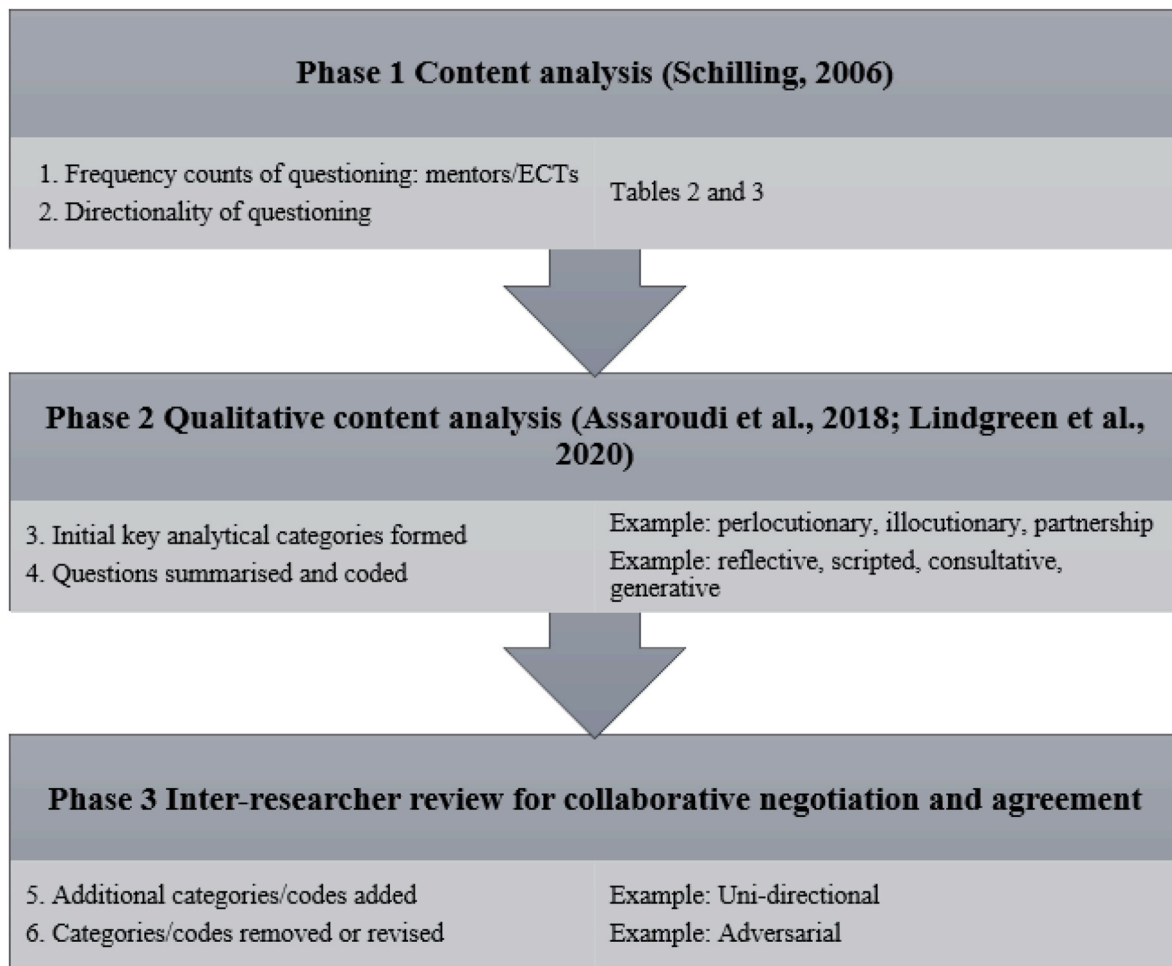 Phase 1 Content analysis (Schilling, 2006)
1. Frequency counts of questioning: mentors/ECTs
2. Directionality of questioning
Tables 2 and 3
Phase 2 Qualitative content analysis (Assaroudi et al., 2018; Lindgreen et al.,
2020)
3. Initial key analytical categories formed
4. Questions summarised and coded
Example: perlocutionary, illocutionary, partnership
Example: reflective, scripted, consultative,
generative
Phase 3 Inter-researcher review for collaborative negotiation and agreement
5. Additional categories/codes added
6. Categories/codes removed or revised
Example: Uni-directional
Example: Adversarial